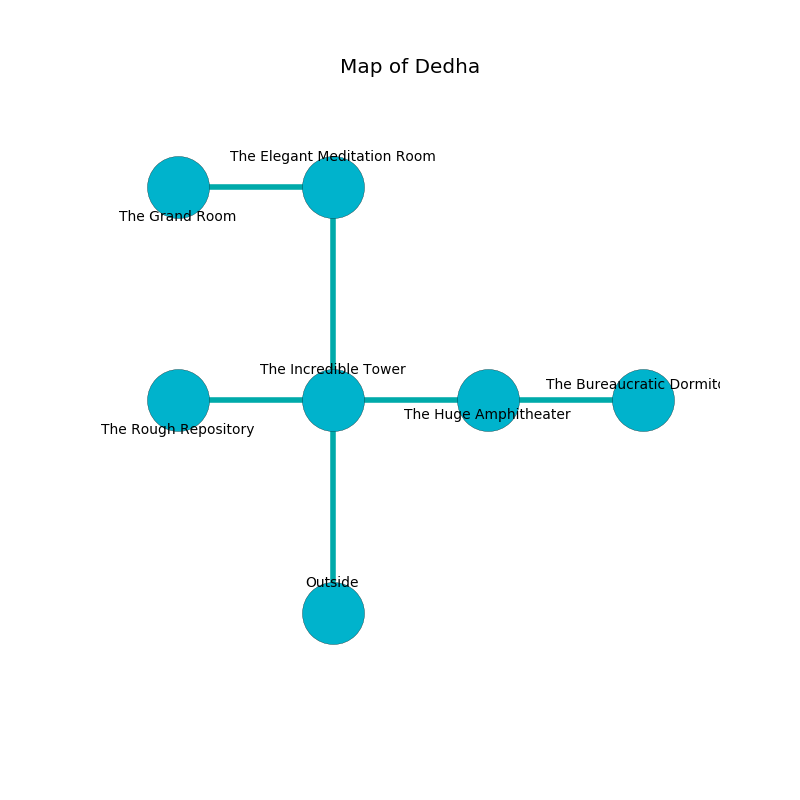 Map of Dedha
The Elegant Meditation Room
The Grand Room
The Incredible Tower
The Bureaucratic
The Huge Amphitheater
The Rough Repository
Outside